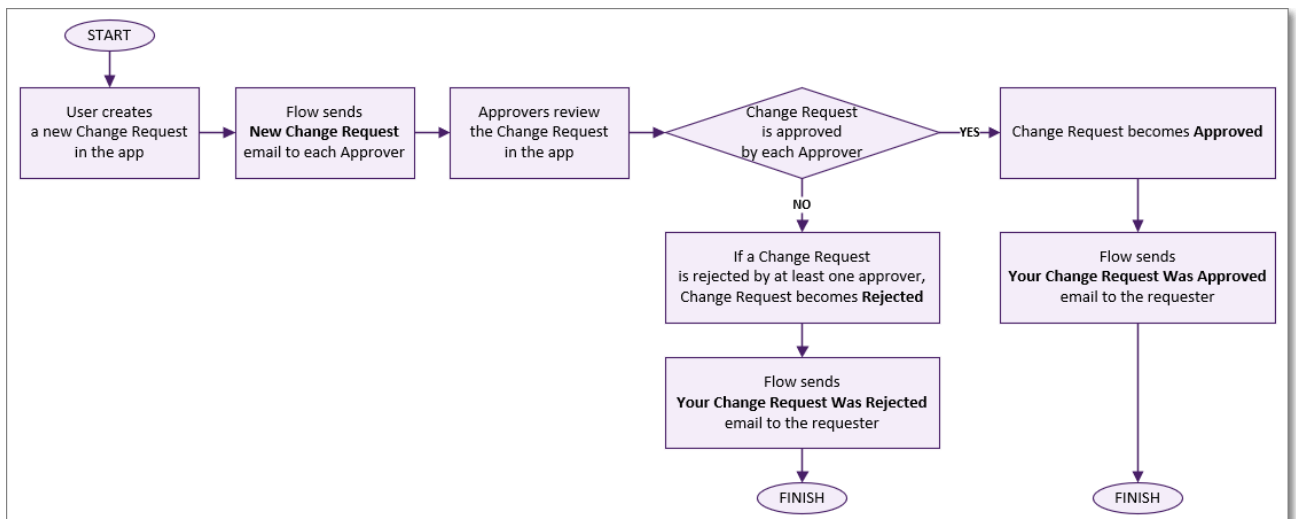 START
User creates
a new Change Request
in the app
Flow sends
New Change Request
email to each Approver
Approvers review
the Change Request
in the app
Change Request
is approved
by each Approver
YES
Change Request becomes Approved
NO
If a Change Request
is rejected by at least one approver,
Change Request becomes Rejected
Flow sends
Your Change Request Was Approved
email to the requester
Flow sends
Your Change Request Was Rejected
email to the requester
FINISH
FINISH